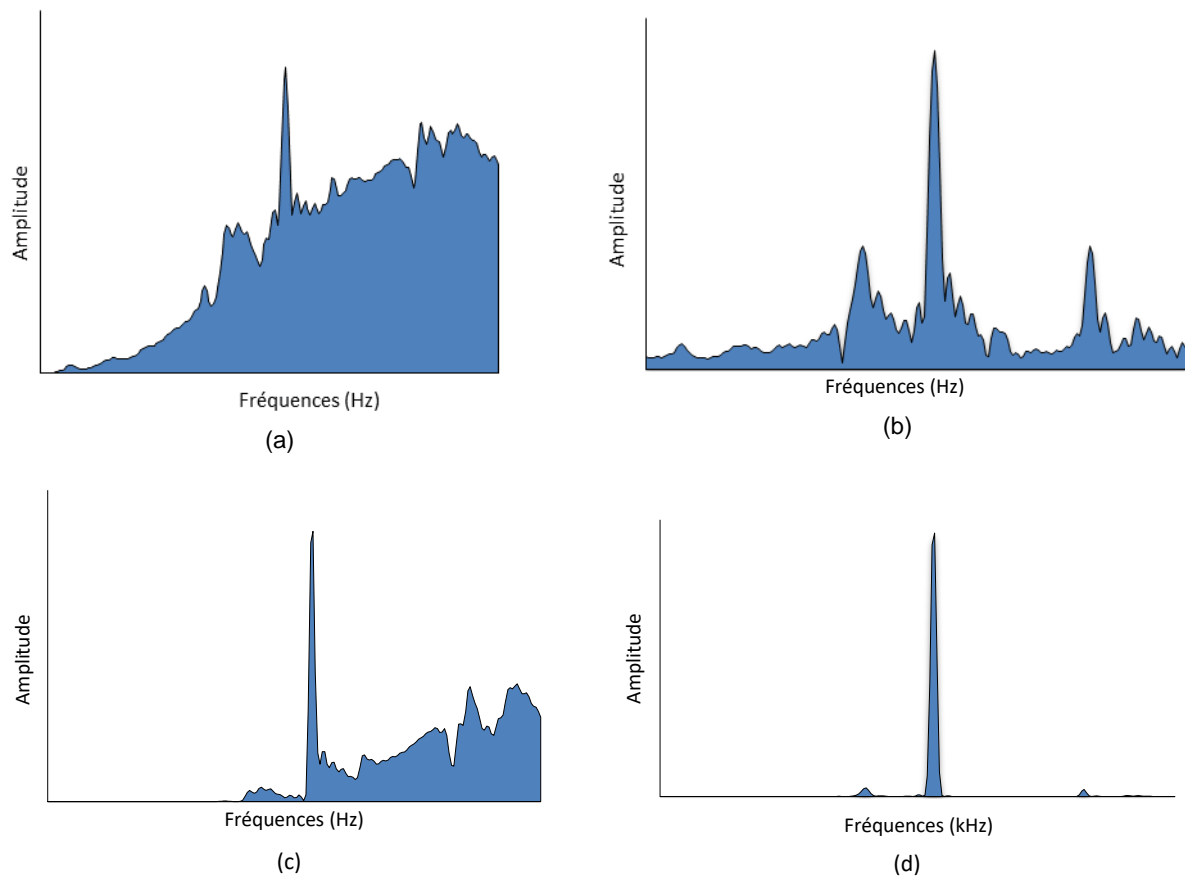 Amplitude
Fréquences (Hz)
(a)
Amplitude
Fréquences (Hz)
(b)
Amplitude
Fréquences (Hz)
(c)
Amplitude
Fréquences (kHz)
(d)